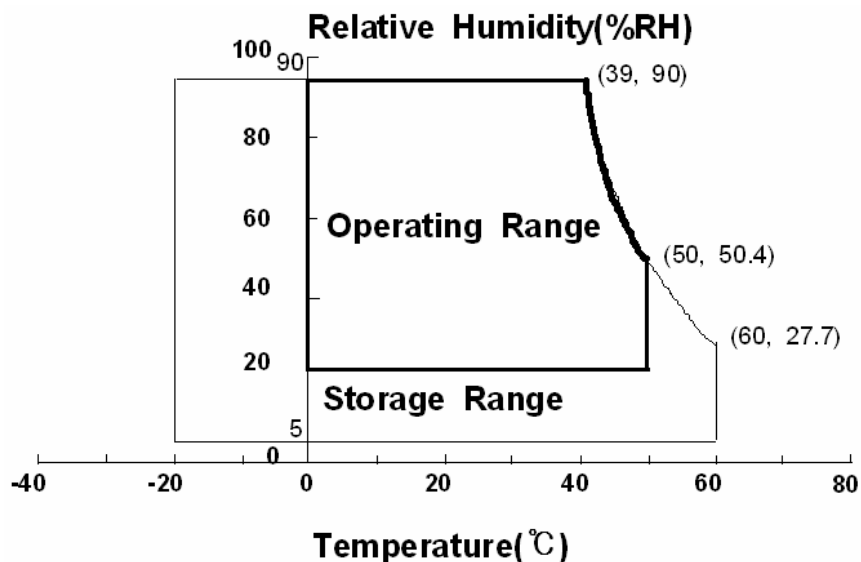 Relative Humidity(%RH)
100
90
(39, 90)
80
60
Operating Range
(50, 50.4)
40
(60, 27.7)
20
Storage Range
5
0
-40 -20 0 20 40 60 80
Temperature(℃)